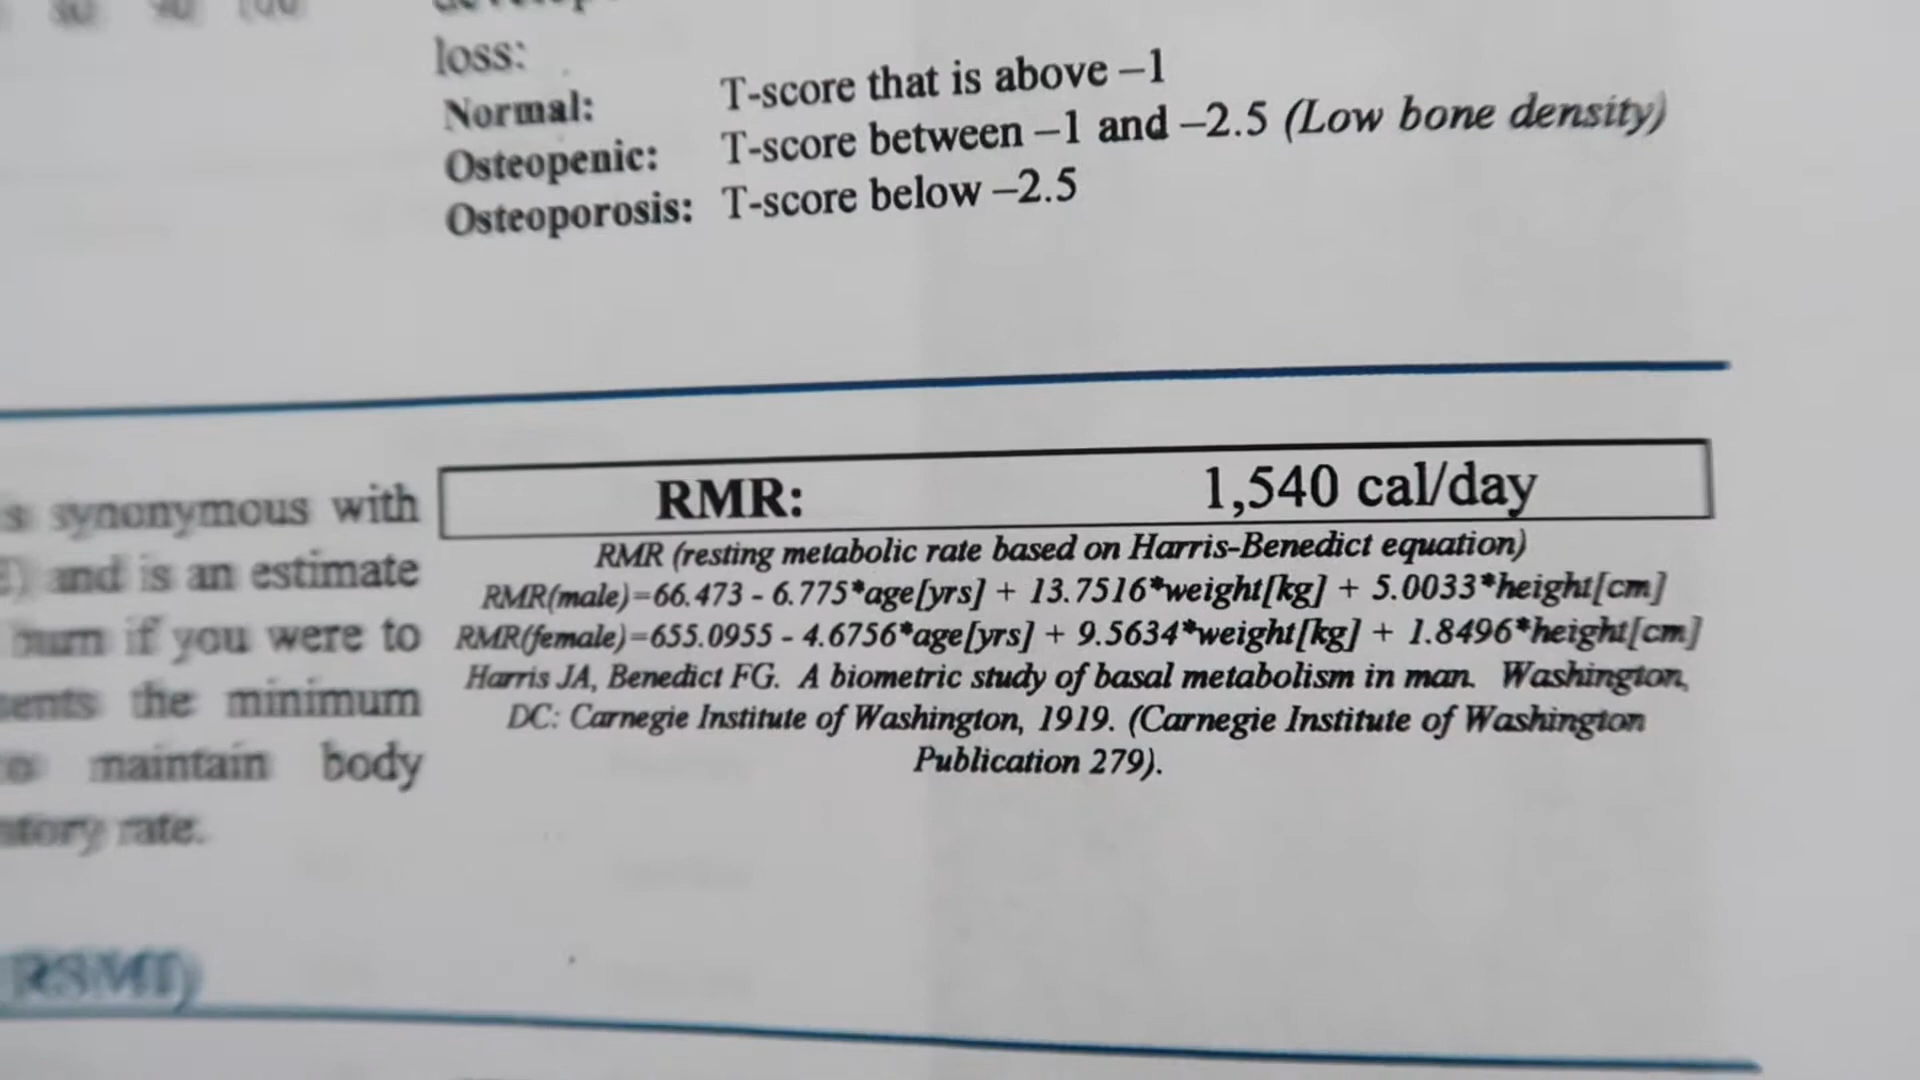 90 100
loss:
Normal: T-score that is above –1
Osteopenic: T-score between –1 and –2.5 (Low bone density)
Osteoporosis: T-score below –2.5
synonymous with
and is an estimate
burn if you were to
the minimum
maintain body
rate.
RMR: 1,540 cal/day
RMR (resting metabolic rate based on Harris-Benedict equation)
RMR(male)=66.473 - 6.775*age[yrs] + 13.7516*weight[kg] + 5.0033*height[cm]
RMR(female)=655.0955 - 4.6756*age[yrs] + 9.5634*weight[kg] + 1.8496*height[cm]
Harris JA, Benedict FG. A biometric study of basal metabolism in man. Washington,
DC: Carnegie Institute of Washington, 1919. (Carnegie Institute of Washington
Publication 279).
RSMI)